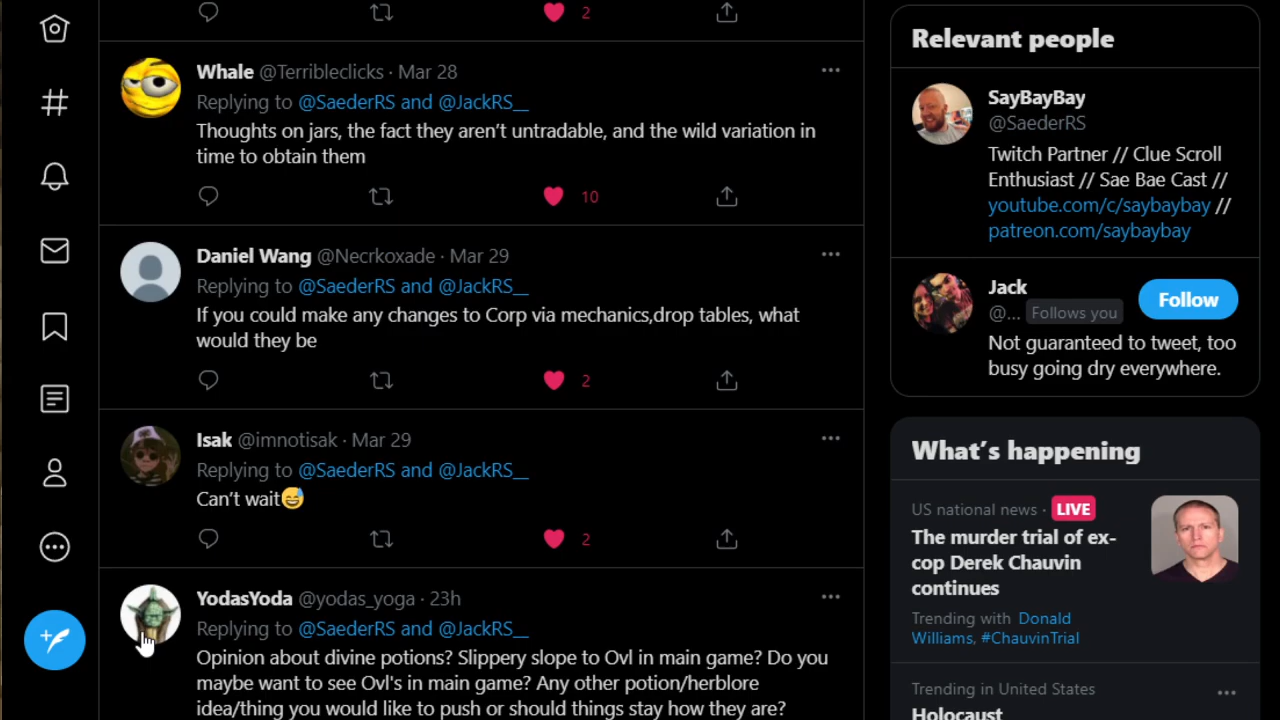 2
Whale @Terribleclicks · Mar 28
Replying to @SaederRS and @JackRS__
Thoughts on jars, the fact they aren't untradable, and the wild variation in
time to obtain them
10
Daniel Wang @Necrkoxade · Mar 29
Replying to @SaederRS and @JackRS__
If you could make any changes to Corp via mechanics,drop tables, what
would they be
2
Isak @imnotisak · Mar 29
Replying to @SaederRS and @JackRS__
Can't wait😅
2
YodasYoda @yodas_yoga · 23h
Replying to @SaederRS and @JackRS__
Opinion about divine potions? Slippery slope to Ovl in main game? Do you
maybe want to see Ovl's in main game? Any other potion/herblore
idea/thing you would like to push or should things stay how they are?
Relevant people
SayBayBay
@SaederRS
Twitch Partner // Clue Scroll
Enthusiast // Sae Bae Cast //
youtube.com/c/saybaybay //
patreon.com/saybaybay
Jack
@... Follows you
Follow
Not guaranteed to tweet, too
busy going dry everywhere.
What's happening
US national news · LIVE
The murder trial of ex-
cop Derek Chauvin
continues
Trending with Donald
Williams, #ChauvinTrial
Trending in United States
Holocaust